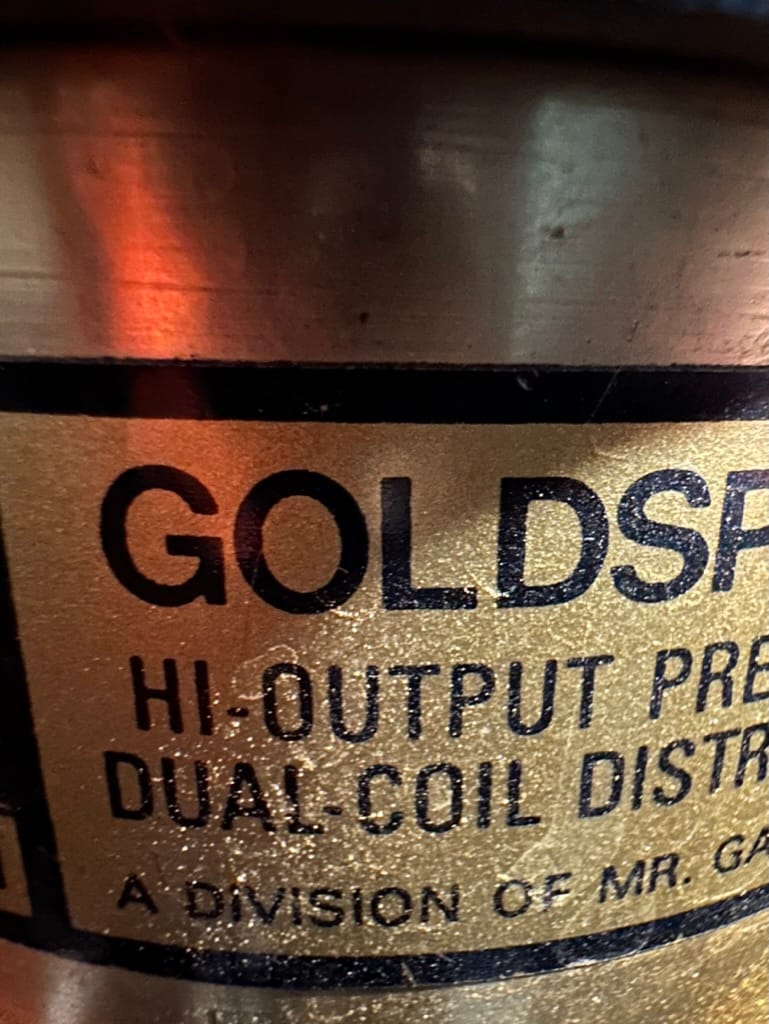 GOLDSP
HI-OUTPUT PRE
DUAL-COIL DISTR
A DIVISION OF MR. GA